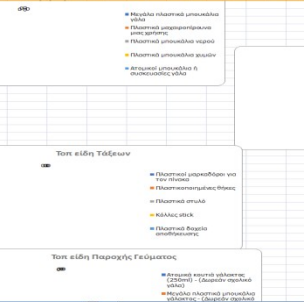 Μεγάλα πλαστικά μπουκάλια
γάλα
Πλαστικά μαχαιροπίρουνα
μιας χρήσης
Πλαστικά μπουκάλια νερού
Πλαστικά μπουκάλια χυμών
Ατομικοί μπουκάλια ή
συσκευασίες γάλα
Τοπ είδη Τάξεων
Πλαστικοί μαρκαδόροι για
τον πίνακα
Πλαστικοποιημένες θήκες
Πλαστικά στυλό
Κόλλες stick
Πλαστικά δοχεία
αποθήκευσης
Τοπ είδη Παροχής Γεύματος
Ατομικά κουτιά γάλακτος
(250ml) - (Δωρεάν σχολικό
γάλα)
Μεγάλα πλαστικά μπουκάλια
γάλακτος - (Δωρεάν σχολικό